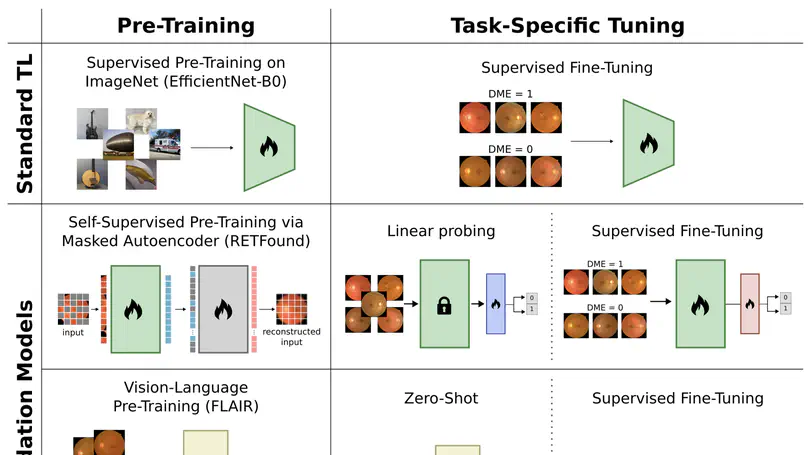 Pre-Training
Task-Specific Tuning
Standard TL
Supervised Pre-Training on
ImageNet (EfficientNet-B0)
Supervised Fine-Tuning
DME = 1
DME = 0
dation Models
Self-Supervised Pre-Training via
Masked Autoencoder (RETFound)
input
reconstructed
input
Linear probing
0
1
Supervised Fine-Tuning
DME = 1
DME = 0
0
1
Vision-Language
Pre-Training (FLAIR)
Zero-Shot
Supervised Fine-Tuning